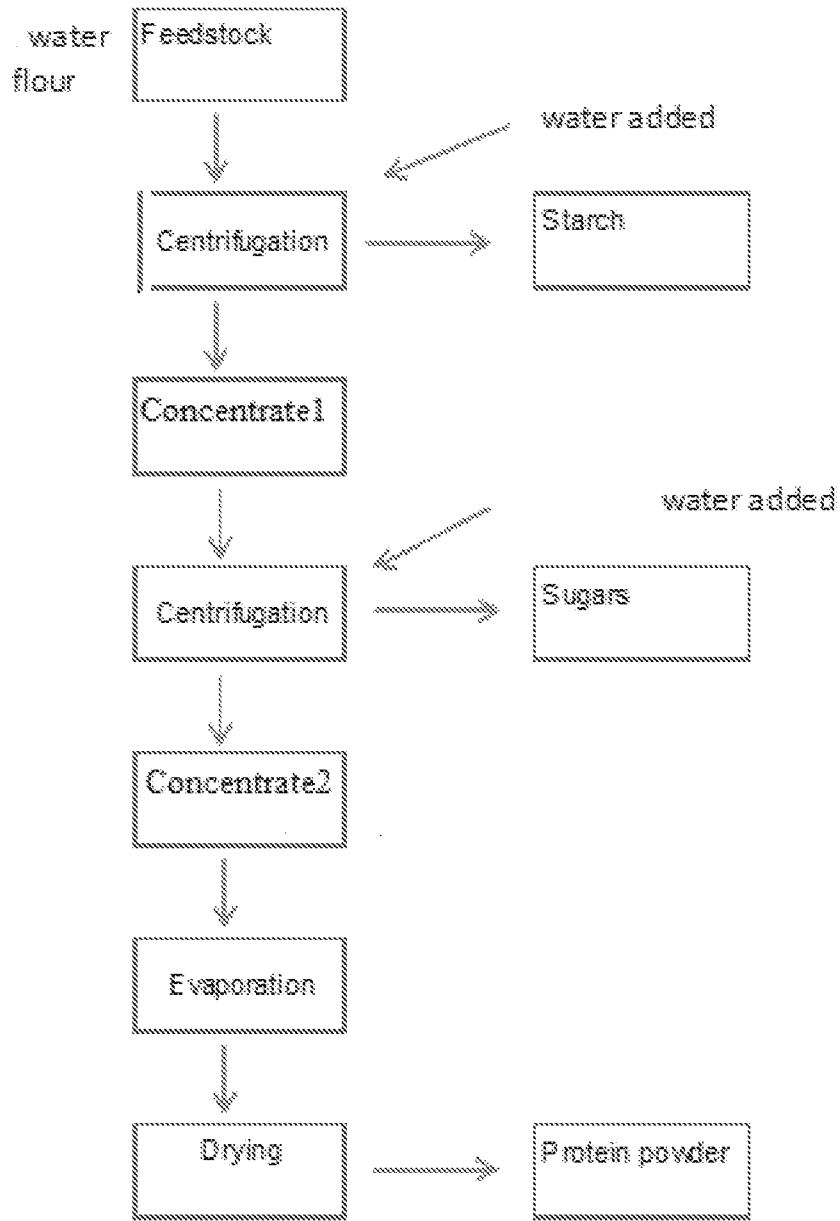 water
flour
Feedstock
water added
Centrifugation
Starch
Concentrate1
water added
Centrifugation
Sugars
Concentrate2
Evaporation
Drying
Protein powder